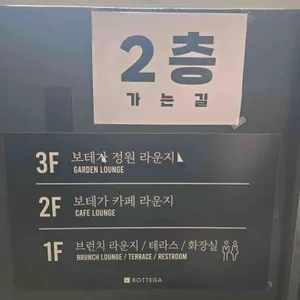 2층
가는길
3F 보테가 정원 라운지
GARDEN LOUNGE
2F 보테가 카페 라운지
CAFE LOUNGE
1F 브런치 라운지 / 테라스 / 화장실
BRUNCH LOUNGE / TERRACE / RESTROOM
BOTTEGA